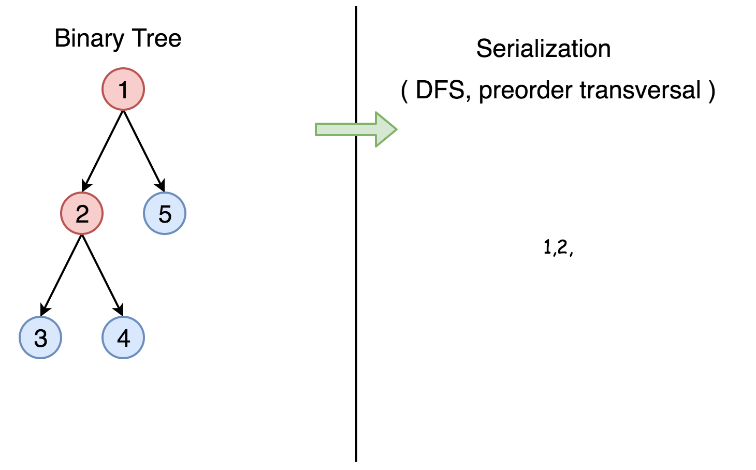 Binary Tree
1
2
5
3
4
Serialization
( DFS, preorder transversal )
1,2,